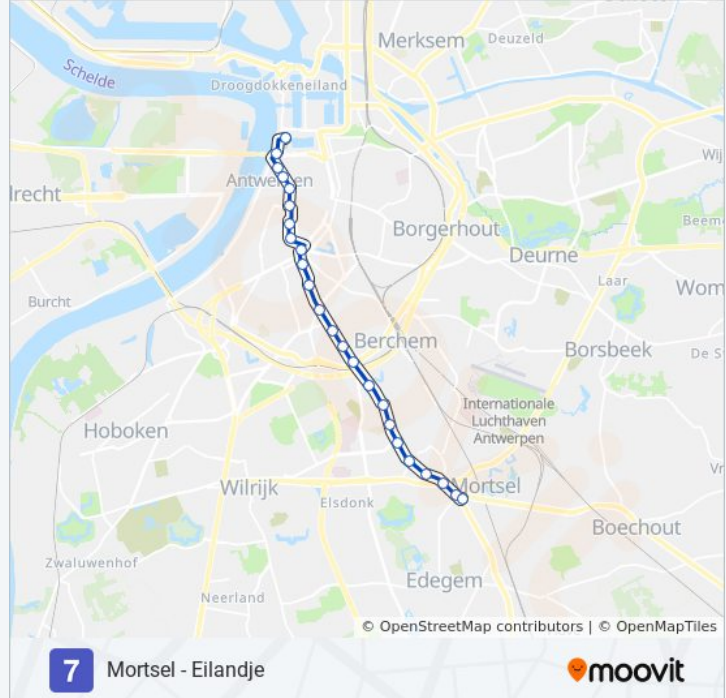 Merksem
Deuzeld
Schelde
Droogdokkeneiland
Wij
Antwerpen
lrecht
Borgerhout
Beem
Deurne
Laar
Wom
Burcht
Berchem
Borsbeek
De S
Internationale
Luchthaven
Antwerpen
Hoboken
Vr
Wilrijk
Elsdonk
Mortsel
Boechout
Zwaluwenhof
Edegem
Neerland
© OpenStreetMap contributors | © OpenMapTiles
7 Mortsel - Eilandje
moovit